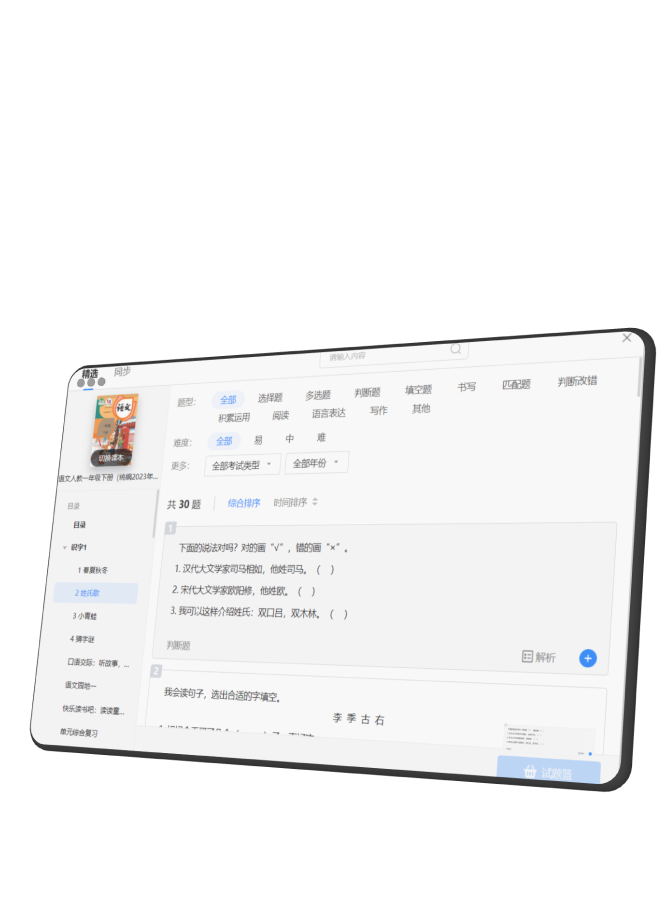 精选 同步
请输入内容
语文
切换课本
语文人教一年级下册（统编2023年...
目录
目录
识字1
1 春夏秋冬
2 姓氏歌
3 小青蛙
4 猜字谜
口语交际：听故事，...
语文园地一
快乐读书吧：读读童...
单元综合复习
题型： 全部 选择题 多选题 判断题 填空题 书写 匹配题 判断改错
积累运用 阅读 语言表达 写作 其他
难度： 全部 易 中 难
更多： 全部考试类型 全部年份
共 30 题 综合排序 时间排序
1
下面的说法对吗？对的画“√”，错的画“×”。
1. 汉代大文学家司马相如，他姓司马。（ ）
2. 宋代大文学家欧阳修，他姓欧。（ ）
3. 我可以这样介绍姓氏：双口吕，双木林。（ ）
判断题 解析
2
我会读句子，选出合适的字填空。
李 季 古 右
试题篮